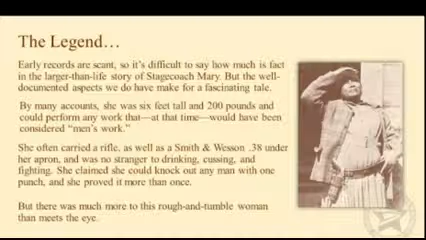 The Legend…
Early records are scant, so it's difficult to say how much is fact
in the larger-than-life story of Stagecoach Mary. But the well-
documented aspects we do have make for a fascinating tale.
By many accounts, she was six feet tall and 200 pounds and
could perform any work that—at that time—would have been
considered "men's work."
She often carried a rifle, as well as a Smith & Wesson .38 under
her apron, and was no stranger to drinking, cussing, and
fighting. She claimed she could knock out any man with one
punch, and she proved it more than once.
But there was much more to this rough-and-tumble woman
than meets the eye.